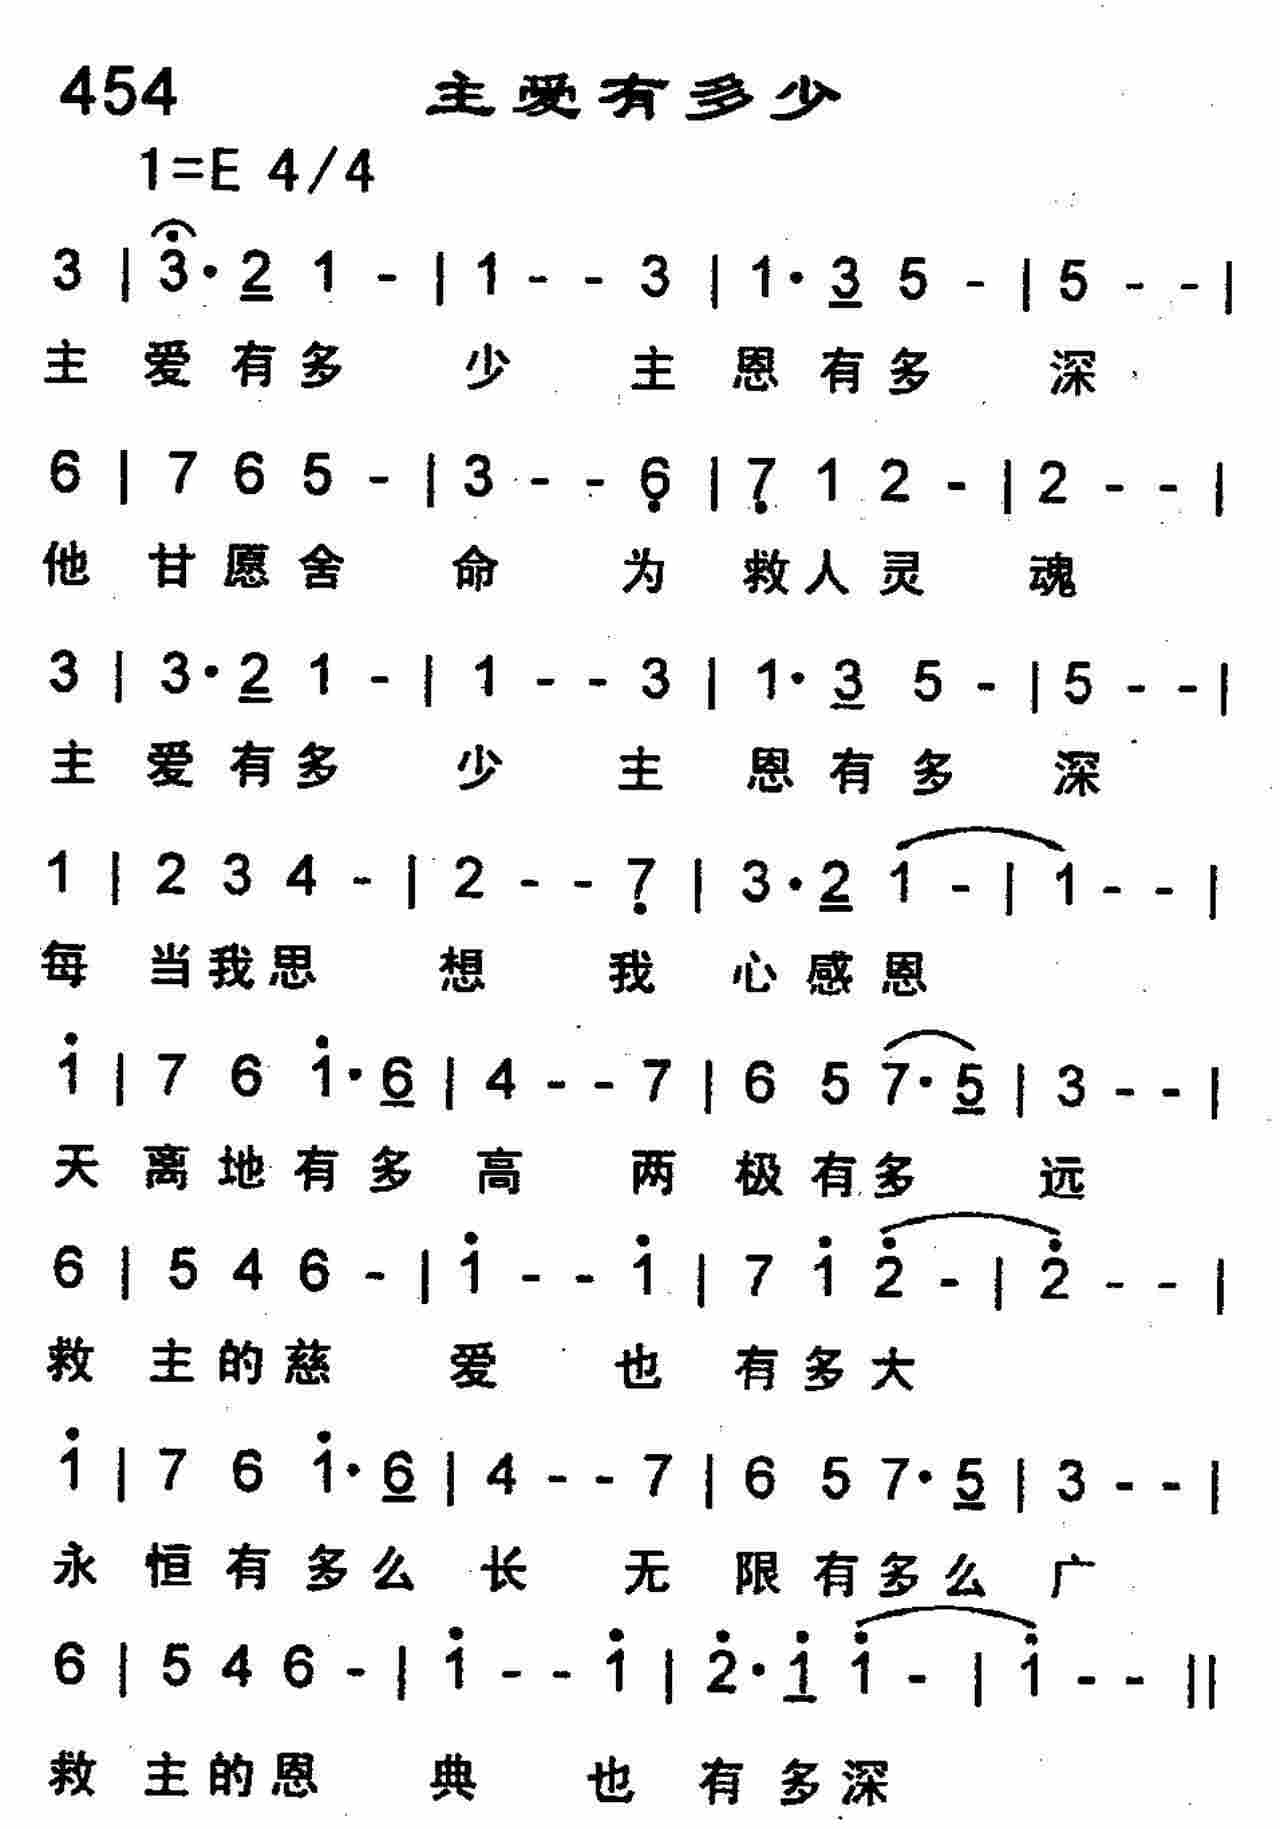 454 主爱有多少
1=E 4/4
3 | 3· 2 1 - | 1 - - 3 | 1· 3 5 - | 5 - - |
主 爱 有 多 少 主 恩 有 多 深
6 | 7 6 5 - | 3 - - 6̣ | 7̣ 1 2 - | 2 - - |
他 甘 愿 舍 命 为 救 人 灵 魂
3 | 3· 2 1 - | 1 - - 3 | 1· 3 5 - | 5 - - |
主 爱 有 多 少 主 恩 有 多 深
1 | 2 3 4 - | 2 - - 7̣ | 3· 2 1 - | 1 - - |
每 当 我 思 想 我 心 感 恩
1̇ | 7 6 1̇· 6 | 4 - - 7 | 6 5 7· 5 | 3 - - |
天 离 地 有 多 高 两 极 有 多 远
6 | 5 4 6 - | 1̇ - - 1̇ | 7 1̇ 2̇ - | 2̇ - - |
救 主 的 慈 爱 也 有 多 大
1̇ | 7 6 1̇· 6 | 4 - - 7 | 6 5 7· 5 | 3 - - |
永 恒 有 多 么 长 无 限 有 多 么 广
6 | 5 4 6 - | 1̇ - - 1̇ | 2̇· 1̇ 1̇ - | 1̇ - - ||
救 主 的 恩 典 也 有 多 深